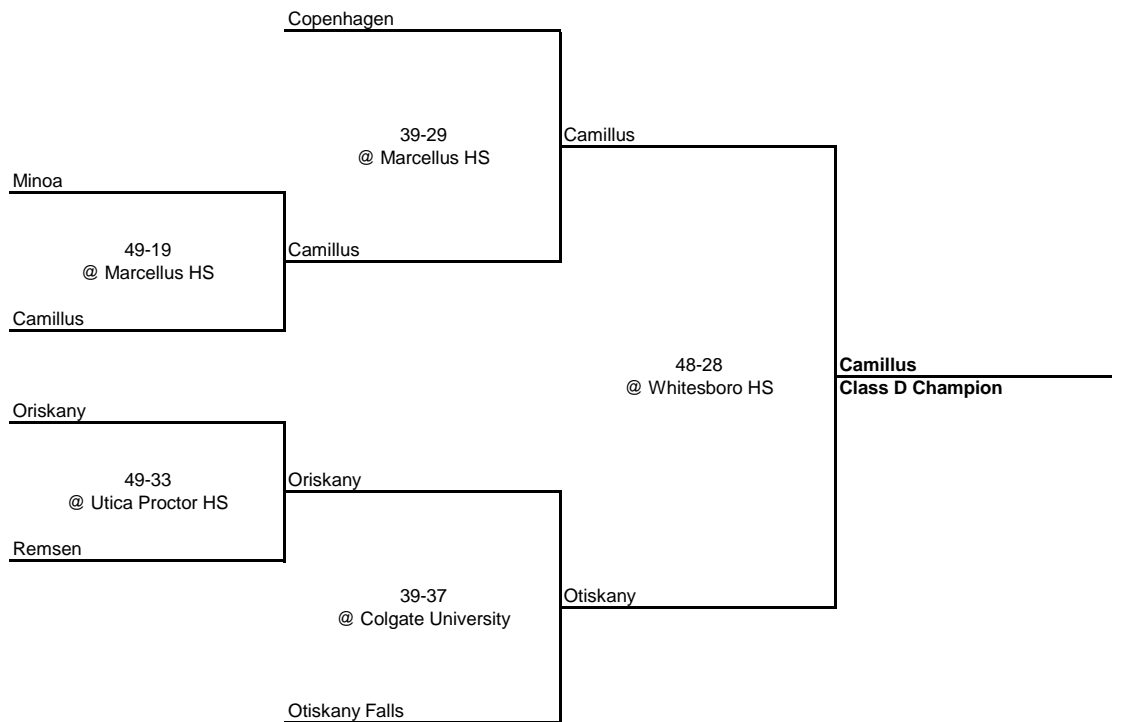 Copenhagen
39-29
@ Marcellus HS
Camillus
Minoa
49-19
@ Marcellus HS
Camillus
Camillus
48-28
@ Whitesboro HS
Camillus
Class D Champion
Oriskany
49-33
@ Utica Proctor HS
Oriskany
Remsen
39-37
@ Colgate University
Otiskany
Otiskany Falls